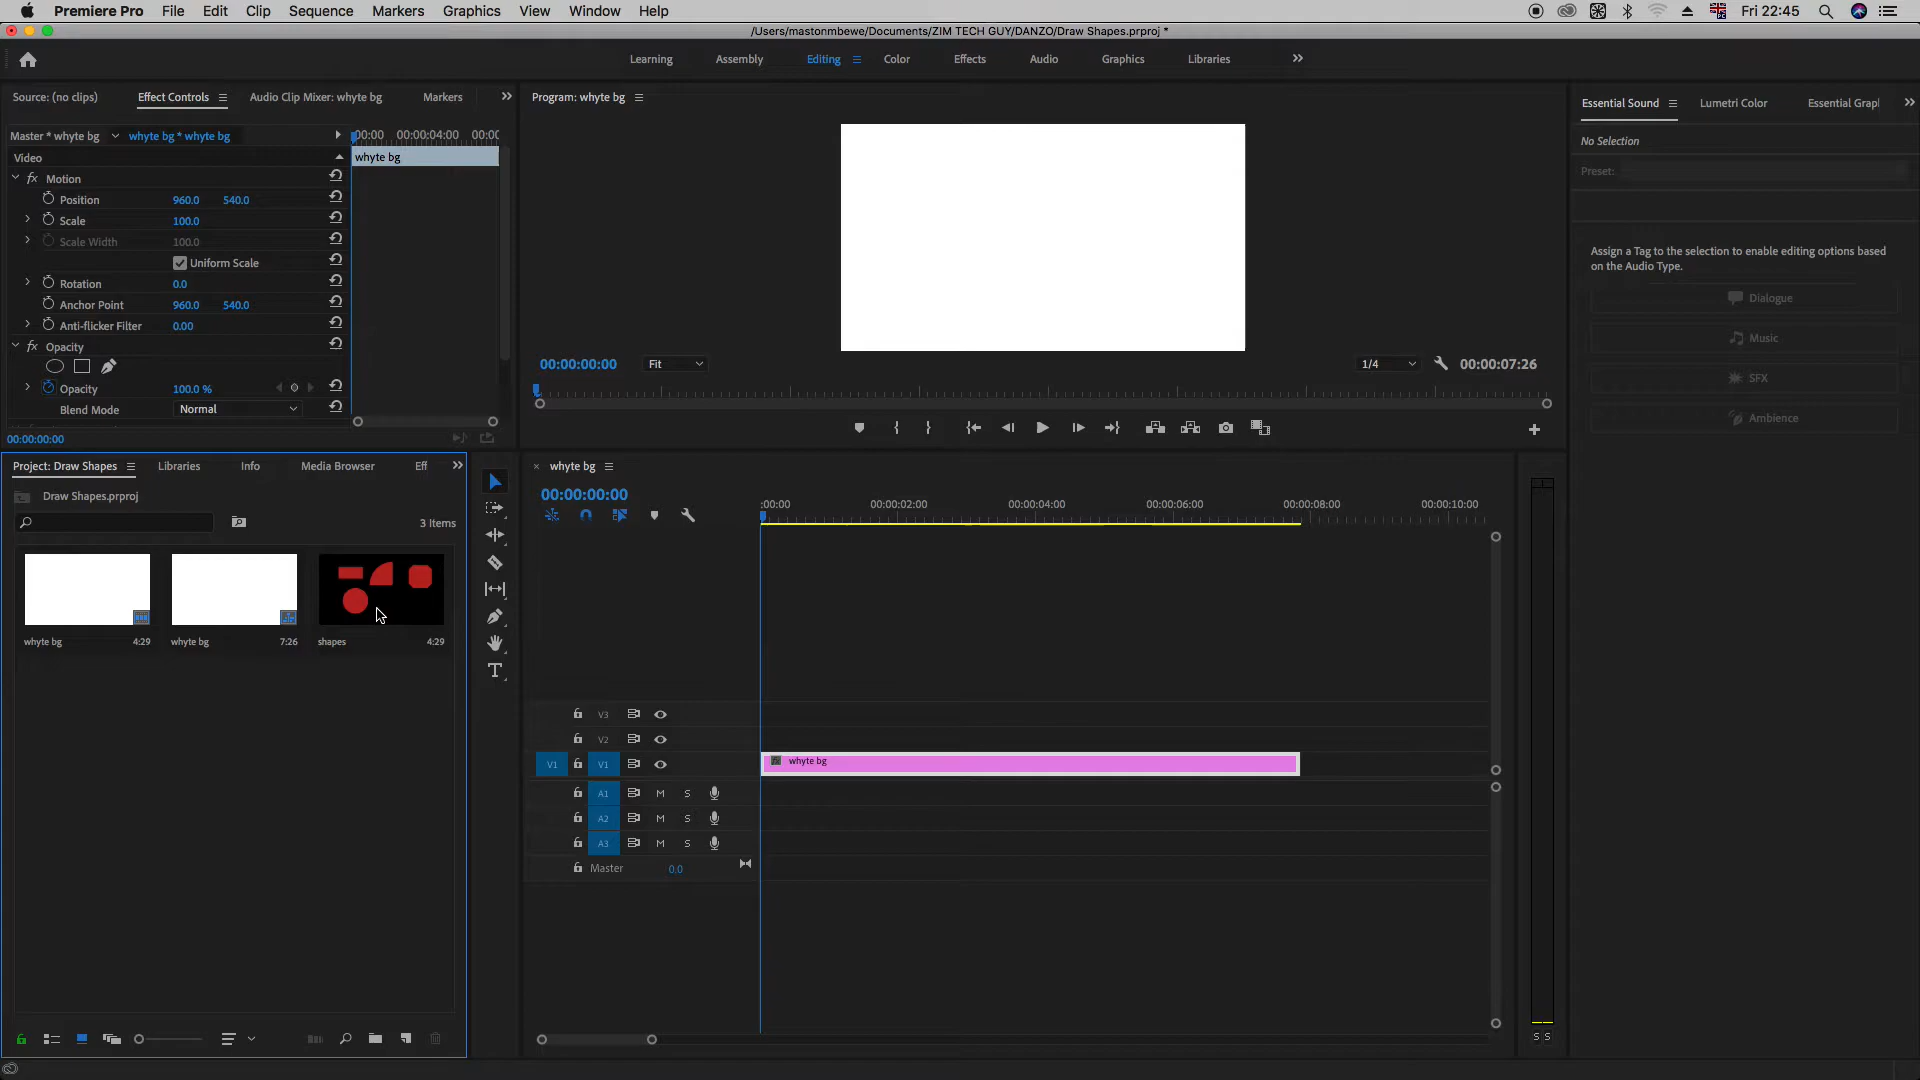 Premiere Pro File Edit Clip Sequence Markers Graphics View Window Help Fri 22:45
/Users/mastonmbewe/Documents/ZIM TECH GUY/DANZO/Draw Shapes.prproj *
Learning Assembly Editing Color Effects Audio Graphics Libraries
Source: (no clips) Effect Controls Audio Clip Mixer: whyte bg Markers
Program: whyte bg
Essential Sound Lumetri Color Essential Grapl
Master * whyte bg whyte bg * whyte bg
00:00 00:00:04:00 00:00
Video
whyte bg
Motion
Position 960.0 540.0
Scale 100.0
Scale Width 100.0
Uniform Scale
Rotation 0.0
Anchor Point 960.0 540.0
Anti-flicker Filter 0.00
Opacity
Opacity 100.0 %
Blend Mode Normal
00:00:00:00
00:00:00:00 Fit 1/4 00:00:07:26
No Selection
Preset:
Assign a Tag to the selection to enable editing options based
on the Audio Type.
Dialogue
Music
SFX
Ambience
Project: Draw Shapes Libraries Info Media Browser Eff
Draw Shapes.prproj
3 Items
whyte bg 4:29
whyte bg 7:26
shapes 4:29
T
whyte bg
00:00:00:00
:00:00 00:00:02:00 00:00:04:00 00:00:06:00 00:00:08:00 00:00:10:00
V3
V2
V1 V1
whyte bg
A1 M S
A2 M S
A3 M S
Master 0.0
S S